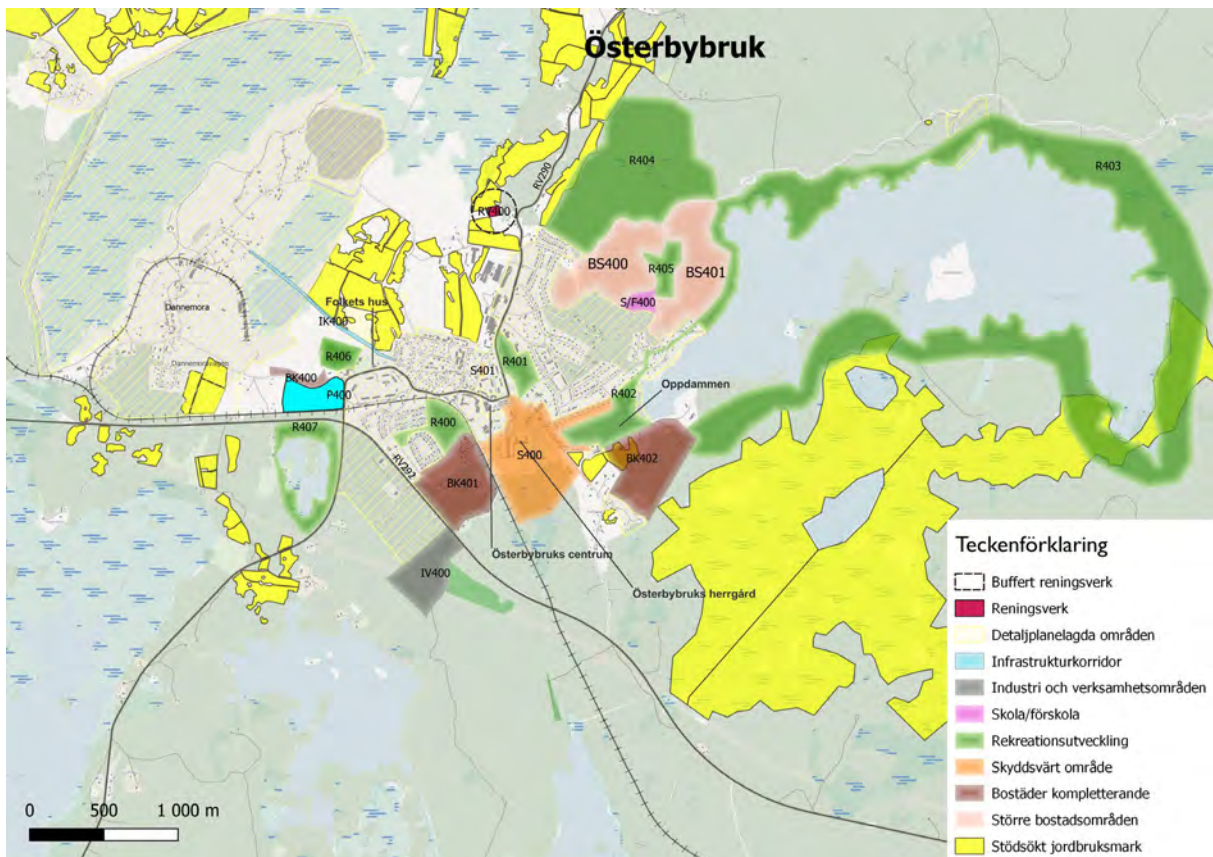 Österbybruk
R404
R403
RV290
RV400
BS400
R405
BS401
S/F400
Folkets hus
Dannemora
IK400
R406
R401
S401
BK400
P400
R402
Oppdammen
R407
R400
RV292
S400
BK402
BK401
Österbybruks centrum
IV400
Österbybruks herrgård
Teckenförklaring
Buffert reningsverk
Reningsverk
Detaljplanelagda områden
Infrastrukturkorridor
Industri och verksamhetsområden
Skola/förskola
Rekreationsutveckling
Skyddsvärt område
Bostäder kompletterande
Större bostadsområden
Stödsökt jordbruksmark
0 500 1 000 m